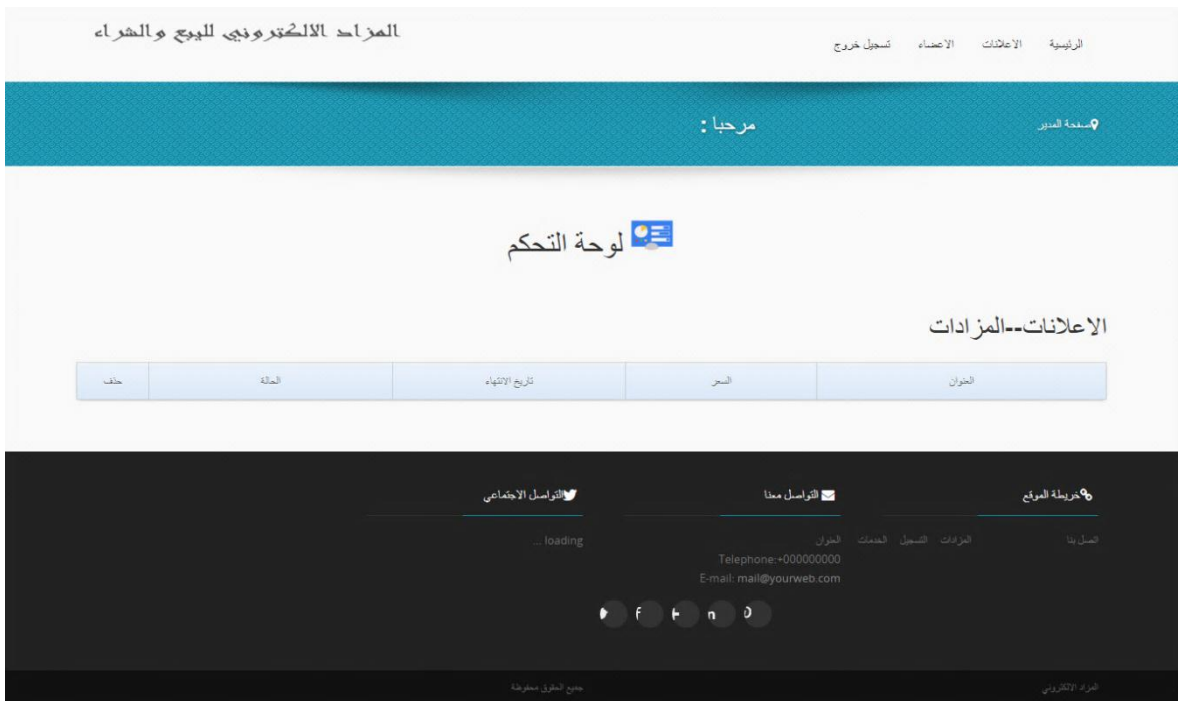 المزاد الالكتروني للبيع والشراء
الرئيسية الاعلانات الاعضاء تسجيل خروج
صفحة المدير
مرحبا :
لوحة التحكم
الاعلانات--المزادات
العنوان السعر تاريخ الانتهاء الحالة حذف
خريطة الموقع
اتصل بنا المزادات التسجيل الخدمات
التواصل معنا
العنوان
Telephone:+000000000
E-mail: mail@yourweb.com
التواصل الاجتماعي
loading ...
المزاد الالكتروني
جميع الحقوق محفوظة